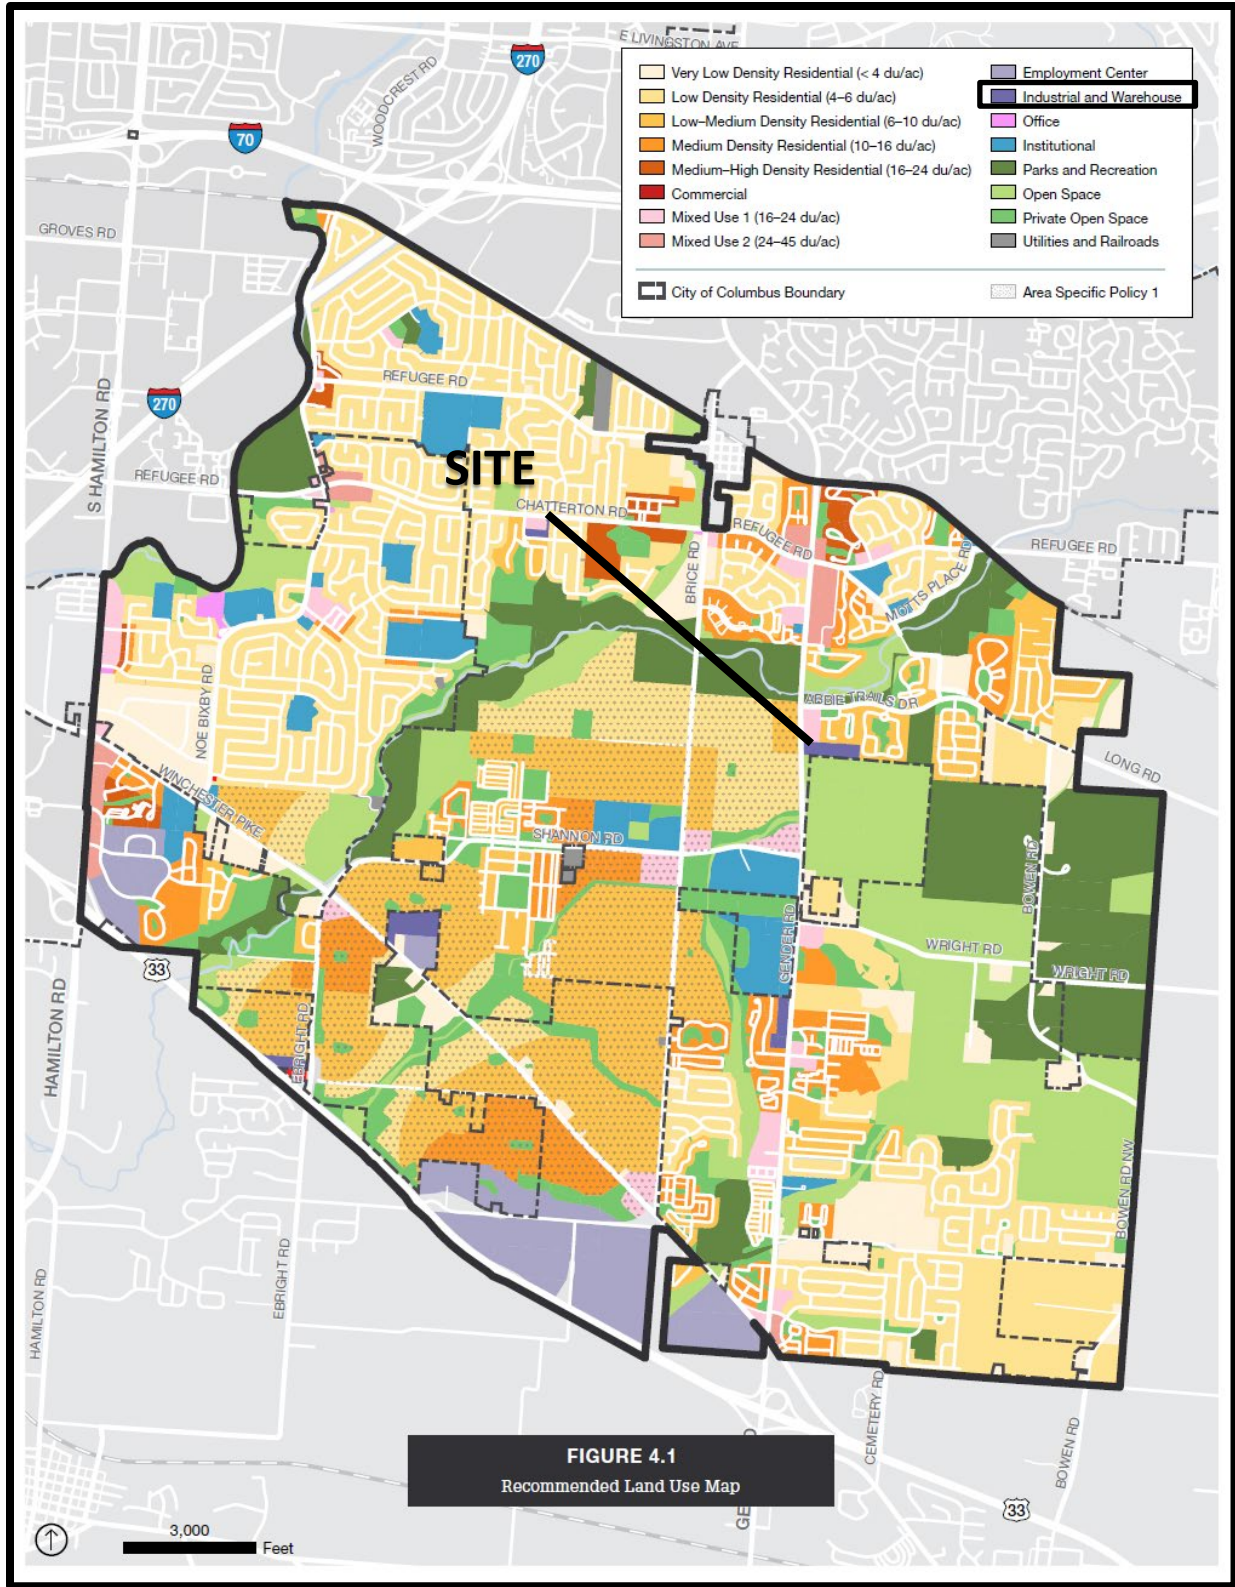 E LIVINGSTON AVE
270
WOODCREST RD
70
GROVES RD
Very Low Density Residential (< 4 du/ac)
Low Density Residential (4–6 du/ac)
Low–Medium Density Residential (6–10 du/ac)
Medium Density Residential (10–16 du/ac)
Medium–High Density Residential (16–24 du/ac)
Commercial
Mixed Use 1 (16–24 du/ac)
Mixed Use 2 (24–45 du/ac)
Employment Center
Industrial and Warehouse
Office
Institutional
Parks and Recreation
Open Space
Private Open Space
Utilities and Railroads
City of Columbus Boundary
Area Specific Policy 1
REFUGEE RD
270
S HAMILTON RD
REFUGEE RD
SITE
CHATTERTON RD
REFUGEE RD
REFUGEE RD
BRICE RD
MOTTS PLACE RD
NOE BIXBY RD
ABBIE TRAILS DR
LONG RD
WINCHESTER PIKE
SHANNON RD
BOWEN RD
GENDER RD
WRIGHT RD
WRIGHT RD
33
HAMILTON RD
EBRIGHT RD
BOWEN RD NW
EBRIGHT RD
HAMILTON RD
CEMETERY RD
BOWEN RD
FIGURE 4.1
Recommended Land Use Map
33
3,000
Feet